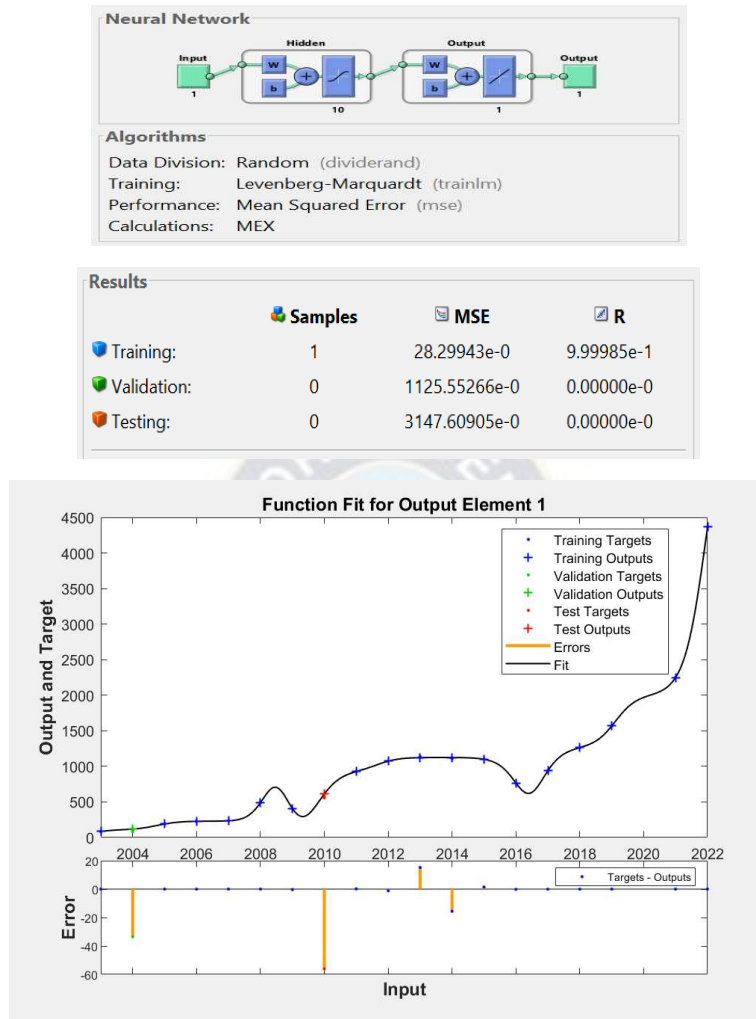 Neural Network
Hidden
Output
Input
W
b
+
W
b
+
Output
1
10
1
1
Algorithms
Data Division: Random (dividerand)
Training: Levenberg-Marquardt (trainlm)
Performance: Mean Squared Error (mse)
Calculations: MEX
Results
Samples MSE R
Training: 1 28.29943e-0 9.99985e-1
Validation: 0 1125.55266e-0 0.00000e-0
Testing: 0 3147.60905e-0 0.00000e-0
Function Fit for Output Element 1
Output and Target
4500
4000
3500
3000
2500
2000
1500
1000
500
0
Training Targets
Training Outputs
Validation Targets
Validation Outputs
Test Targets
Test Outputs
Errors
Fit
2004 2006 2008 2010 2012 2014 2016 2018 2020 2022
Error
20
0
-20
-40
-60
Targets - Outputs
Input